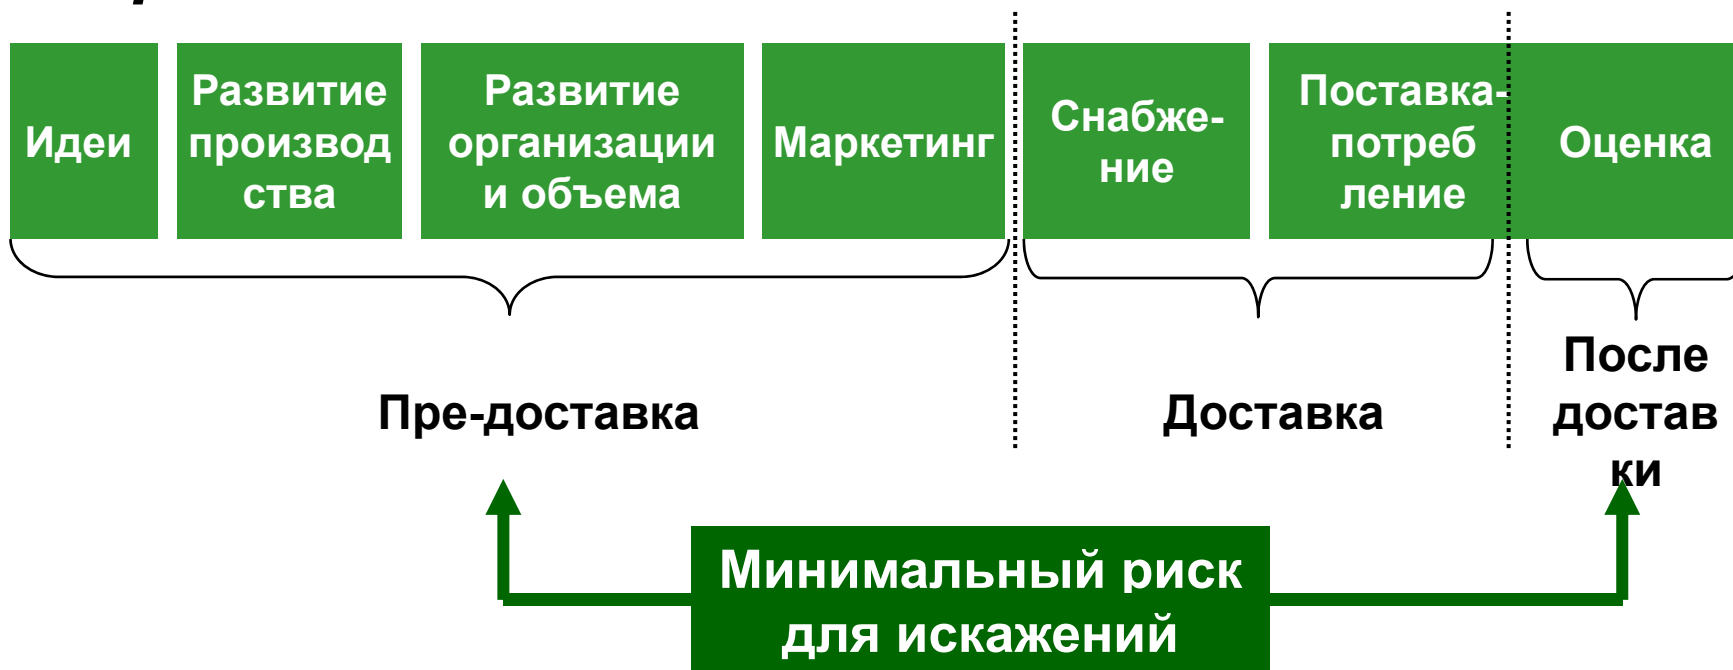 Идеи
Развитие
производ
ства
Развитие
организации
и объема
Маркетинг
Снабже-
ние
Поставка-
потреб
ление
Оценка
Пре-доставка
Доставка
После
достав
ки
Минимальный риск
для искажений